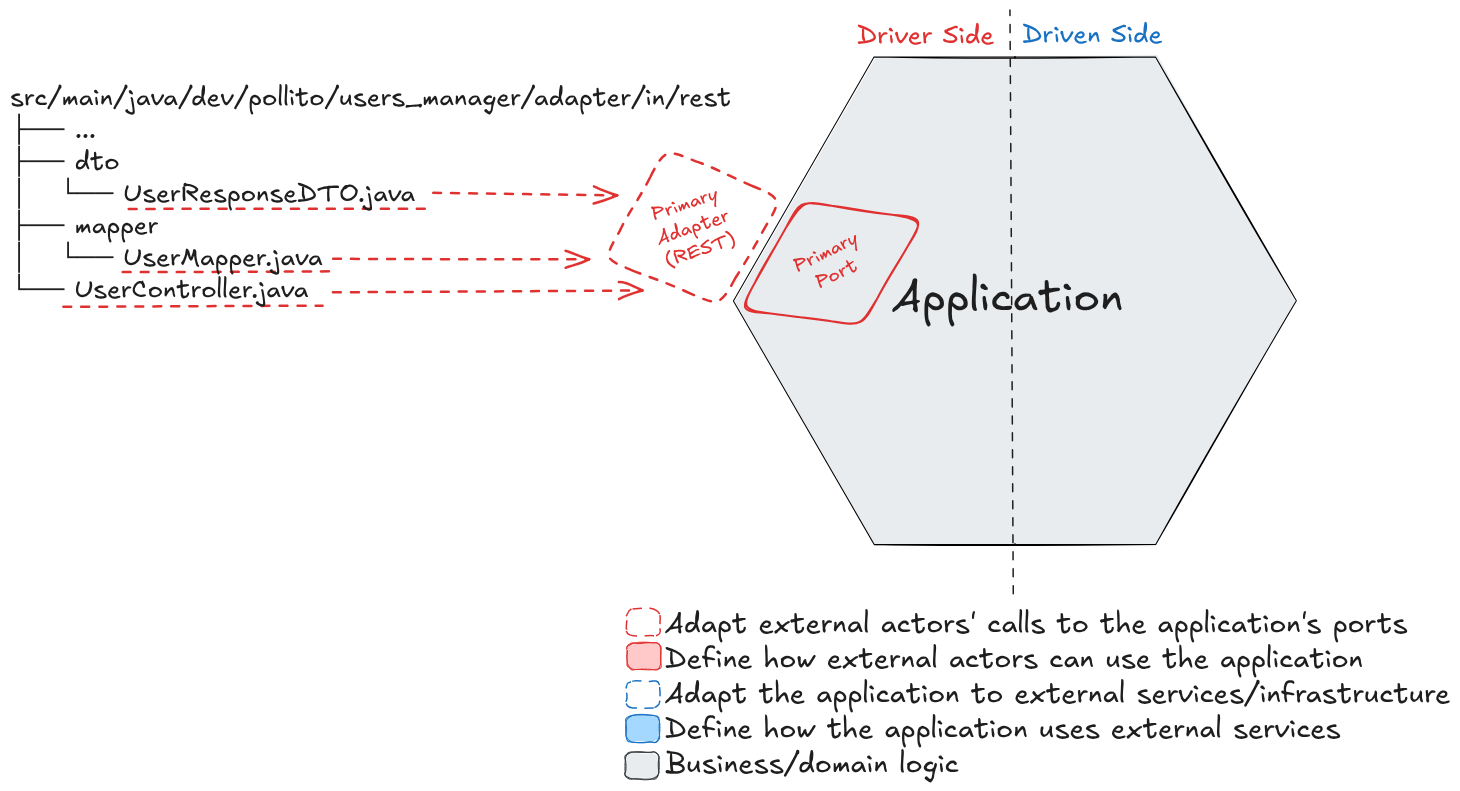 Driver Side
Driven Side
src/main/java/dev/pollito/users_manager/adapter/in/rest
...
dto
UserResponseDTO.java
mapper
UserMapper.java
UserController.java
Primary
Adapter
(REST)
Primary
Port
Application
Adapt external actors' calls to the application's ports
Define how external actors can use the application
Adapt the application to external services/infrastructure
Define how the application uses external services
Business/domain logic